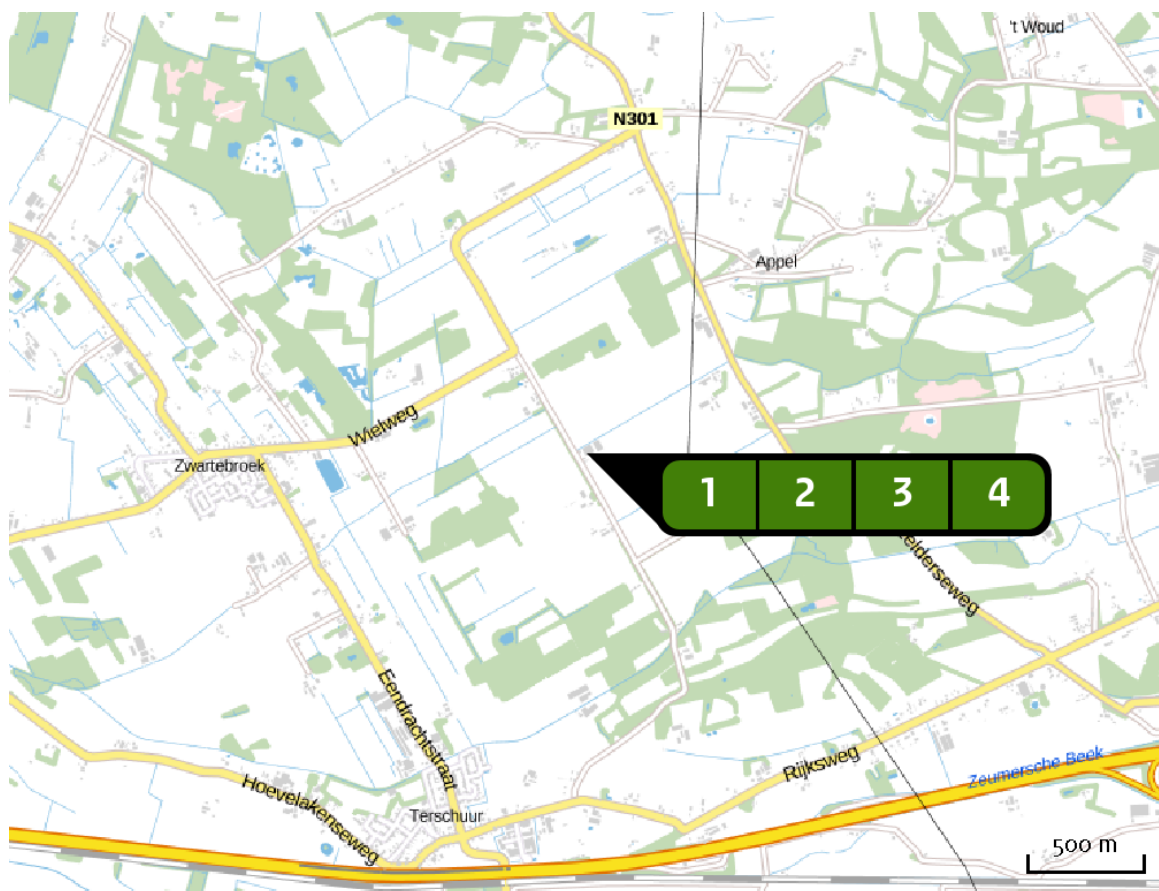 't Woud
N301
Appel
Wielweg
Zwartebroek
1 2 3 4
elderseweg
Eendrachtstraat
Rijksweg
Zeumersche Beek
Hoevelakenseweg
Terschuur
500 m